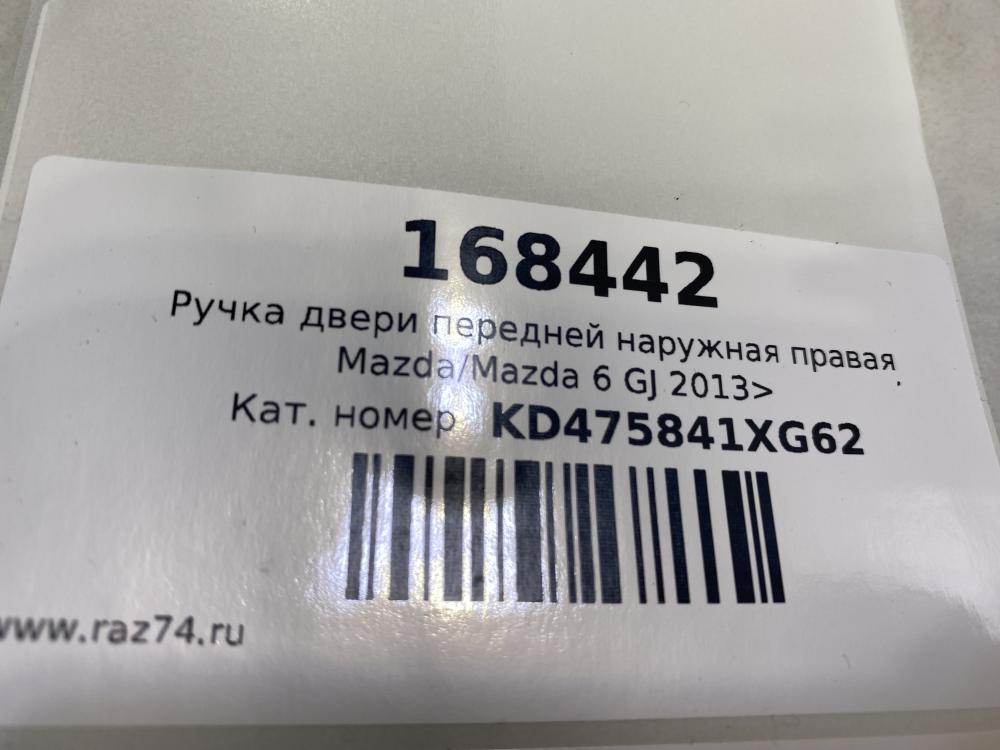 168442
Ручка двери передней наружная правая
Mazda/Mazda 6 GJ 2013>
Кат. номер KD475841XG62
www.raz74.ru